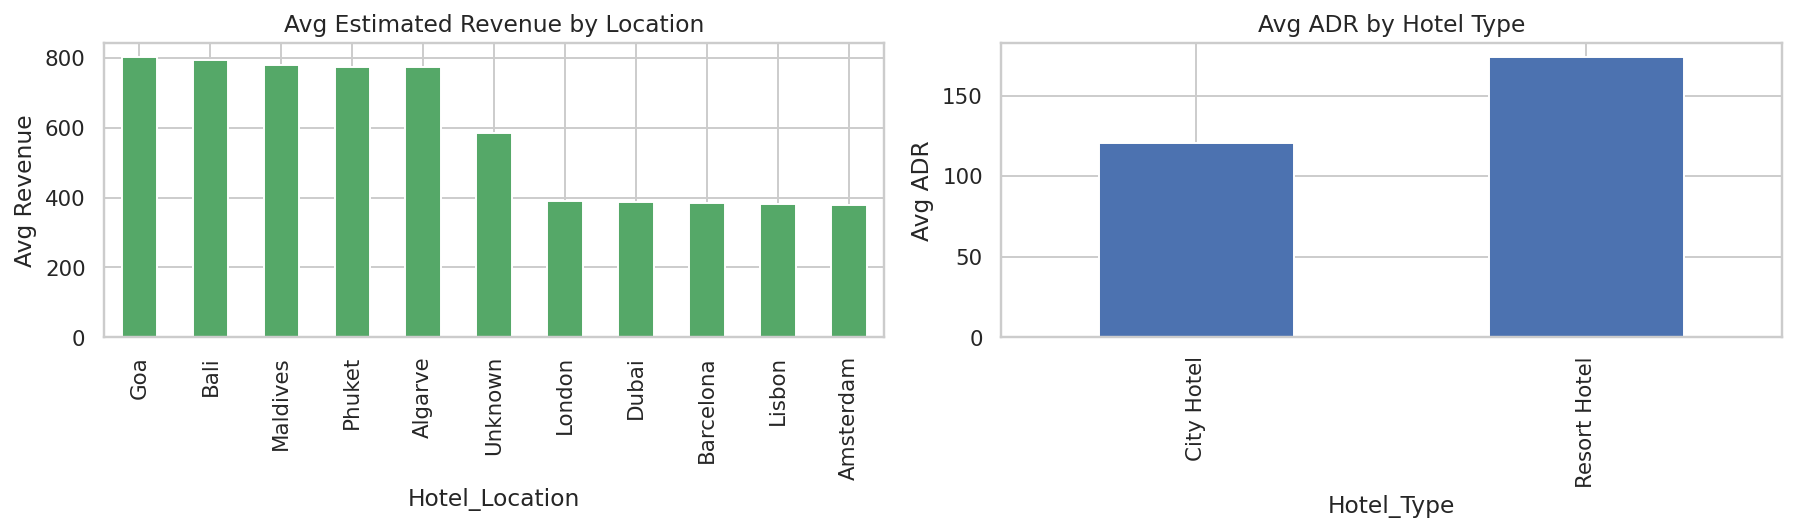 Avg Estimated Revenue by Location
Avg Revenue
800
600
400
200
0
Goa
Bali
Maldives
Phuket
Algarve
Unknown
London
Dubai
Barcelona
Lisbon
Amsterdam
Hotel_Location
Avg ADR by Hotel Type
Avg ADR
150
100
50
0
City Hotel
Resort Hotel
Hotel_Type